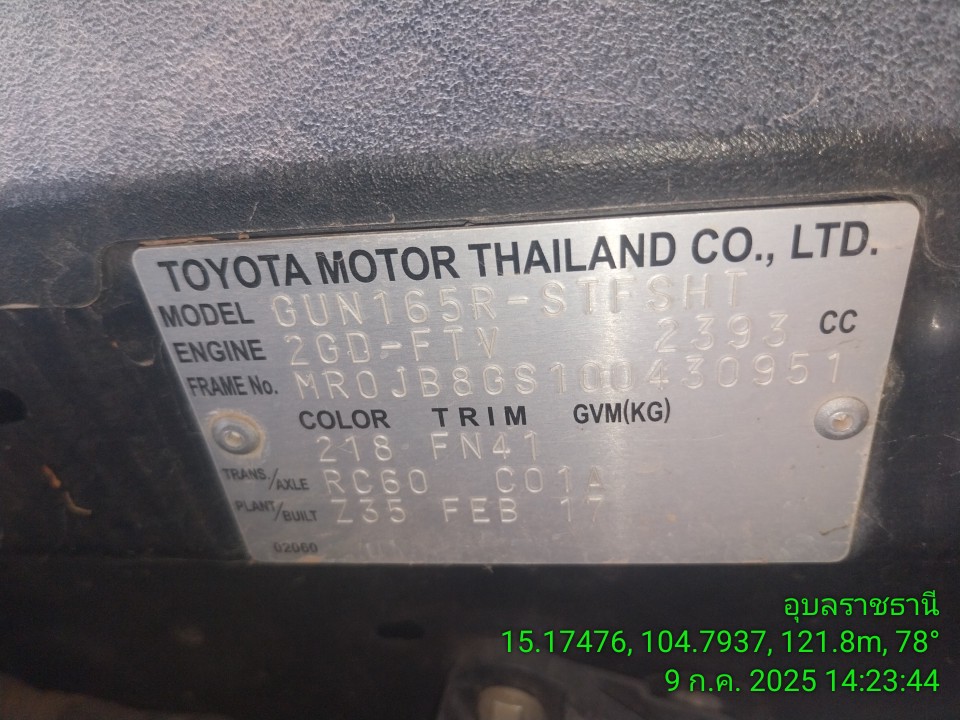 TOYOTA MOTOR THAILAND CO., LTD.
MODEL GUN165R-STFSHT
ENGINE 2GD-FTV 2393 CC
FRAME No. MR0JB8GS100430951
COLOR TRIM GVM(KG)
218 FN41
TRANS./AXLE RC60 C01A
PLANT/BUILT Z35 FEB 17
02060
อุบลราชธานี
15.17476, 104.7937, 121.8m, 78°
9 ก.ค. 2025 14:23:44